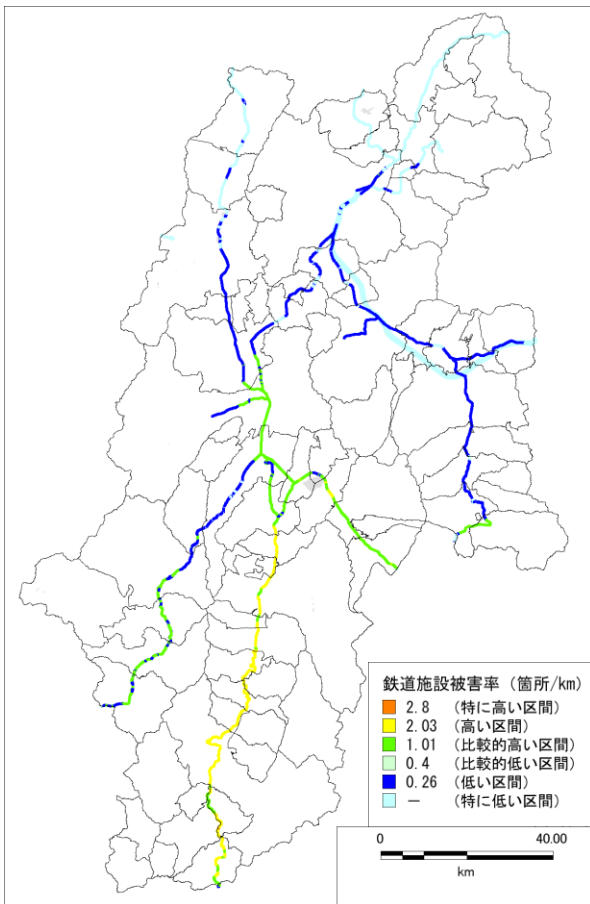 鉄道施設被害率 (箇所/km)
2.8 (特に高い区間)
2.03 (高い区間)
1.01 (比較的高い区間)
0.4 (比較的低い区間)
0.26 (低い区間)
— (特に低い区間)
0 40.00
km